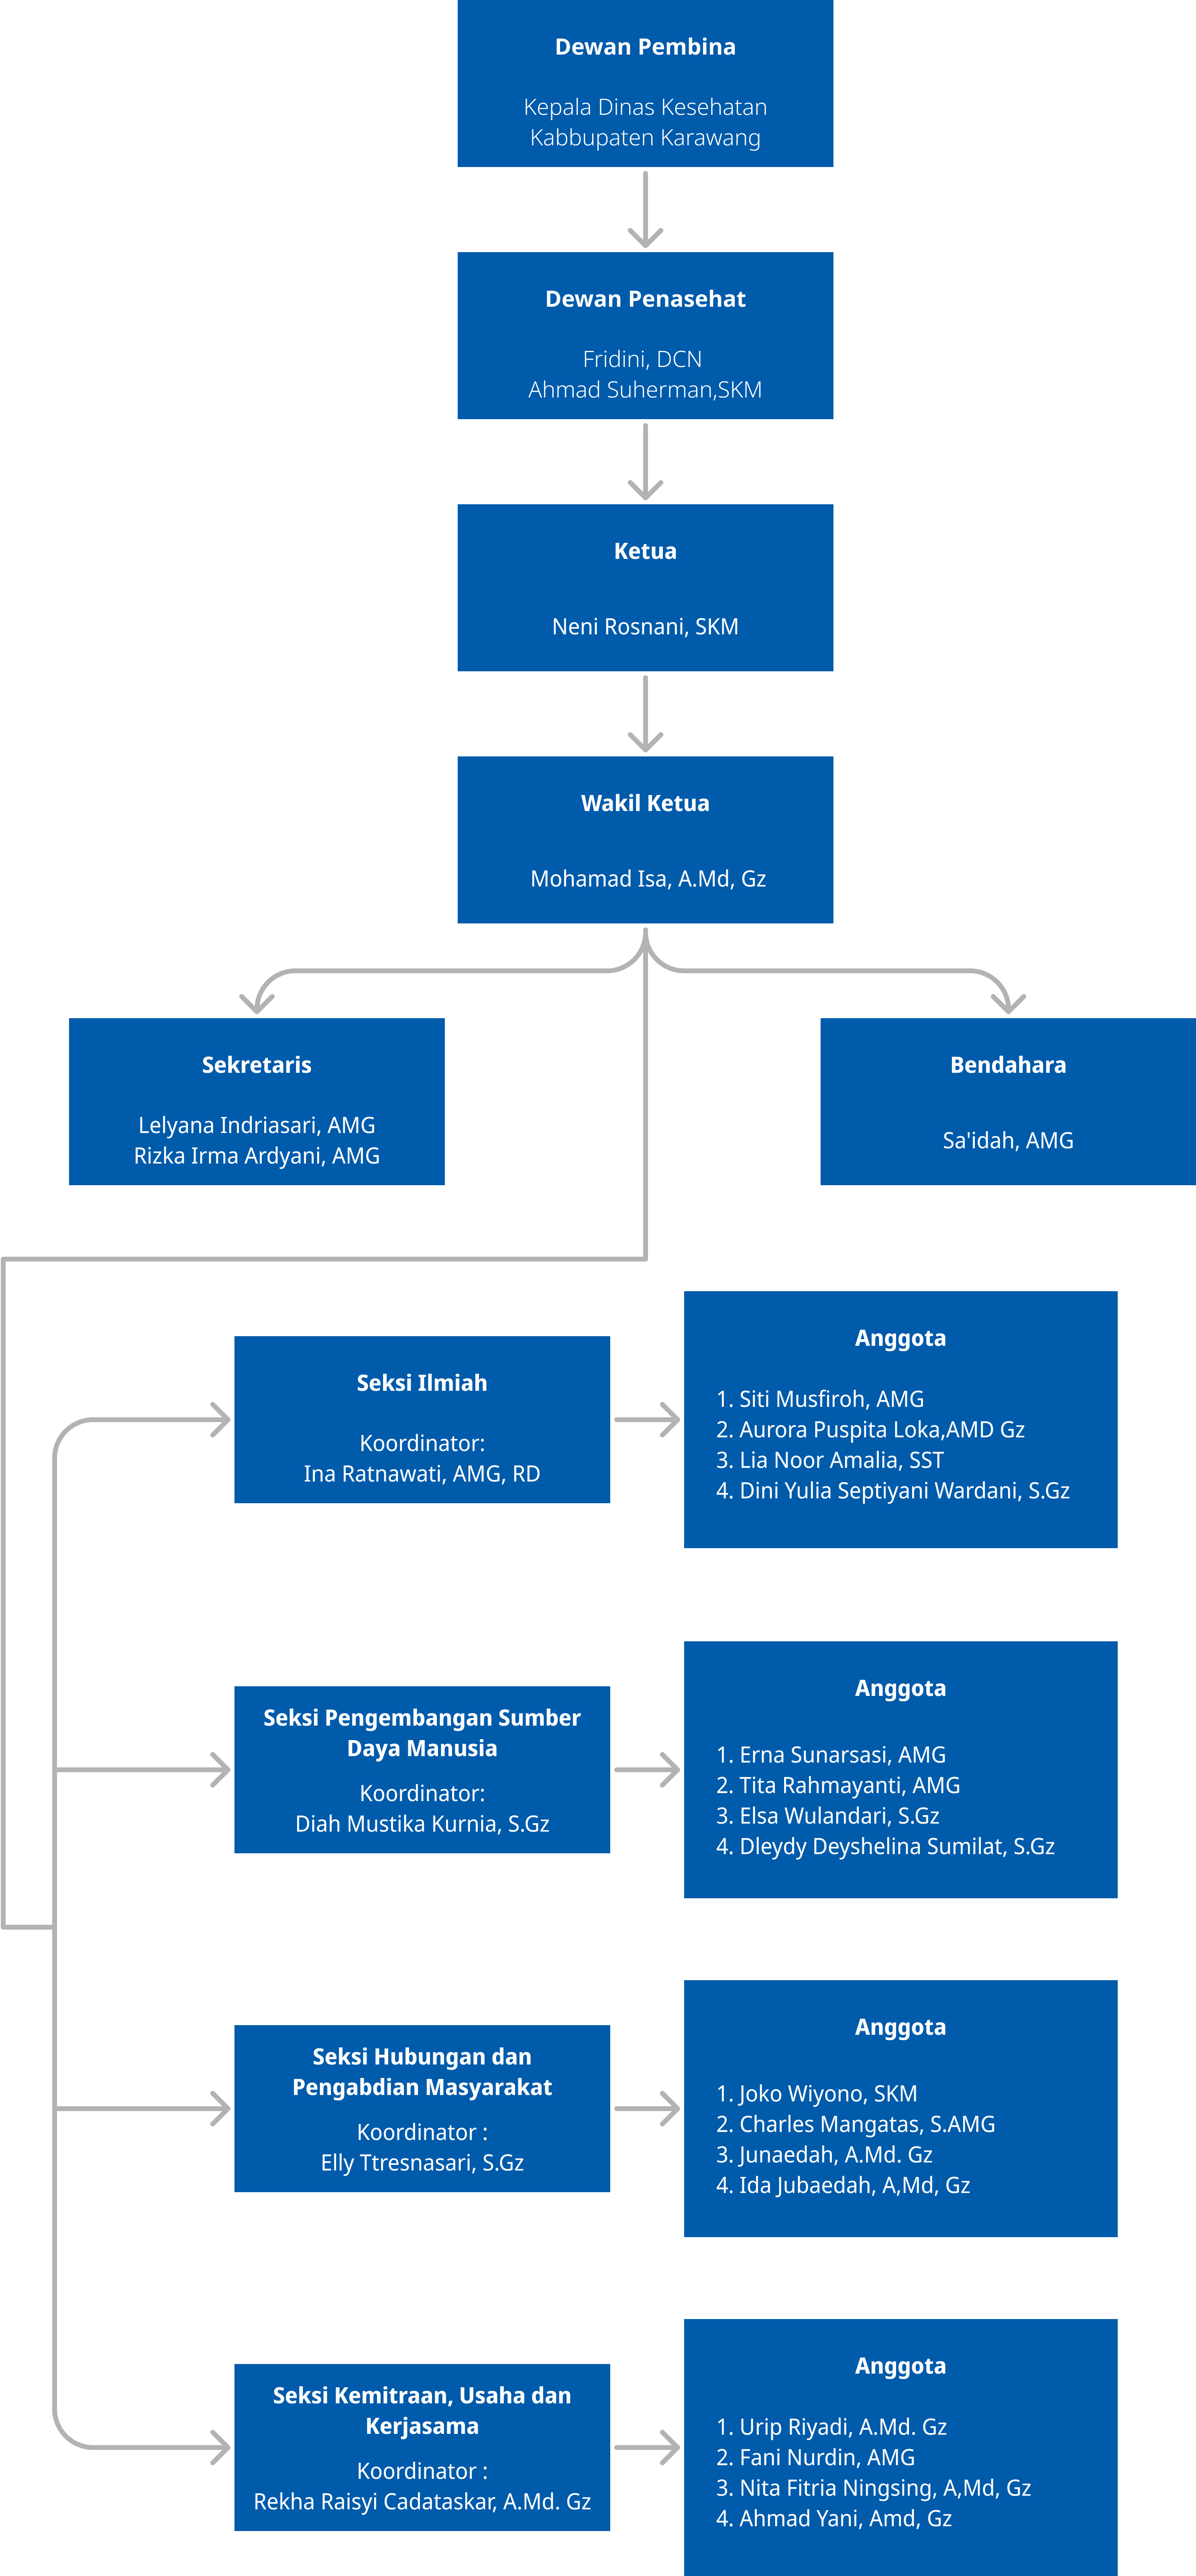 Dewan Pembina
Kepala Dinas Kesehatan
Kabbupaten Karawang
Dewan Penasehat
Fridini, DCN
Ahmad Suherman,SKM
Ketua
Neni Rosnani, SKM
Wakil Ketua
Mohamad Isa, A.Md, Gz
Sekretaris
Lelyana Indriasari, AMG
Rizka Irma Ardyani, AMG
Bendahara
Sa'idah, AMG
Seksi Ilmiah
Koordinator:
Ina Ratnawati, AMG, RD
Anggota
1. Siti Musfiroh, AMG
2. Aurora Puspita Loka,AMD Gz
3. Lia Noor Amalia, SST
4. Dini Yulia Septiyani Wardani, S.Gz
Seksi Pengembangan Sumber
Daya Manusia
Koordinator:
Diah Mustika Kurnia, S.Gz
Anggota
1. Erna Sunarsasi, AMG
2. Tita Rahmayanti, AMG
3. Elsa Wulandari, S.Gz
4. Dleydy Deyshelina Sumilat, S.Gz
Seksi Hubungan dan
Pengabdian Masyarakat
Koordinator :
Elly Ttresnasari, S.Gz
Anggota
1. Joko Wiyono, SKM
2. Charles Mangatas, S.AMG
3. Junaedah, A.Md. Gz
4. Ida Jubaedah, A,Md, Gz
Seksi Kemitraan, Usaha dan
Kerjasama
Koordinator :
Rekha Raisyi Cadataskar, A.Md. Gz
Anggota
1. Urip Riyadi, A.Md. Gz
2. Fani Nurdin, AMG
3. Nita Fitria Ningsing, A,Md, Gz
4. Ahmad Yani, Amd, Gz